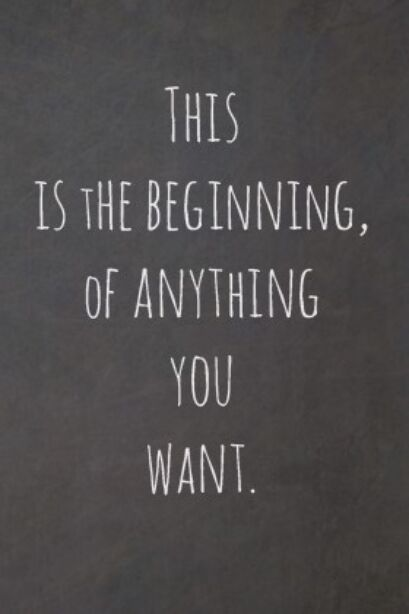 This
is the beginning,
of anything
you
want.